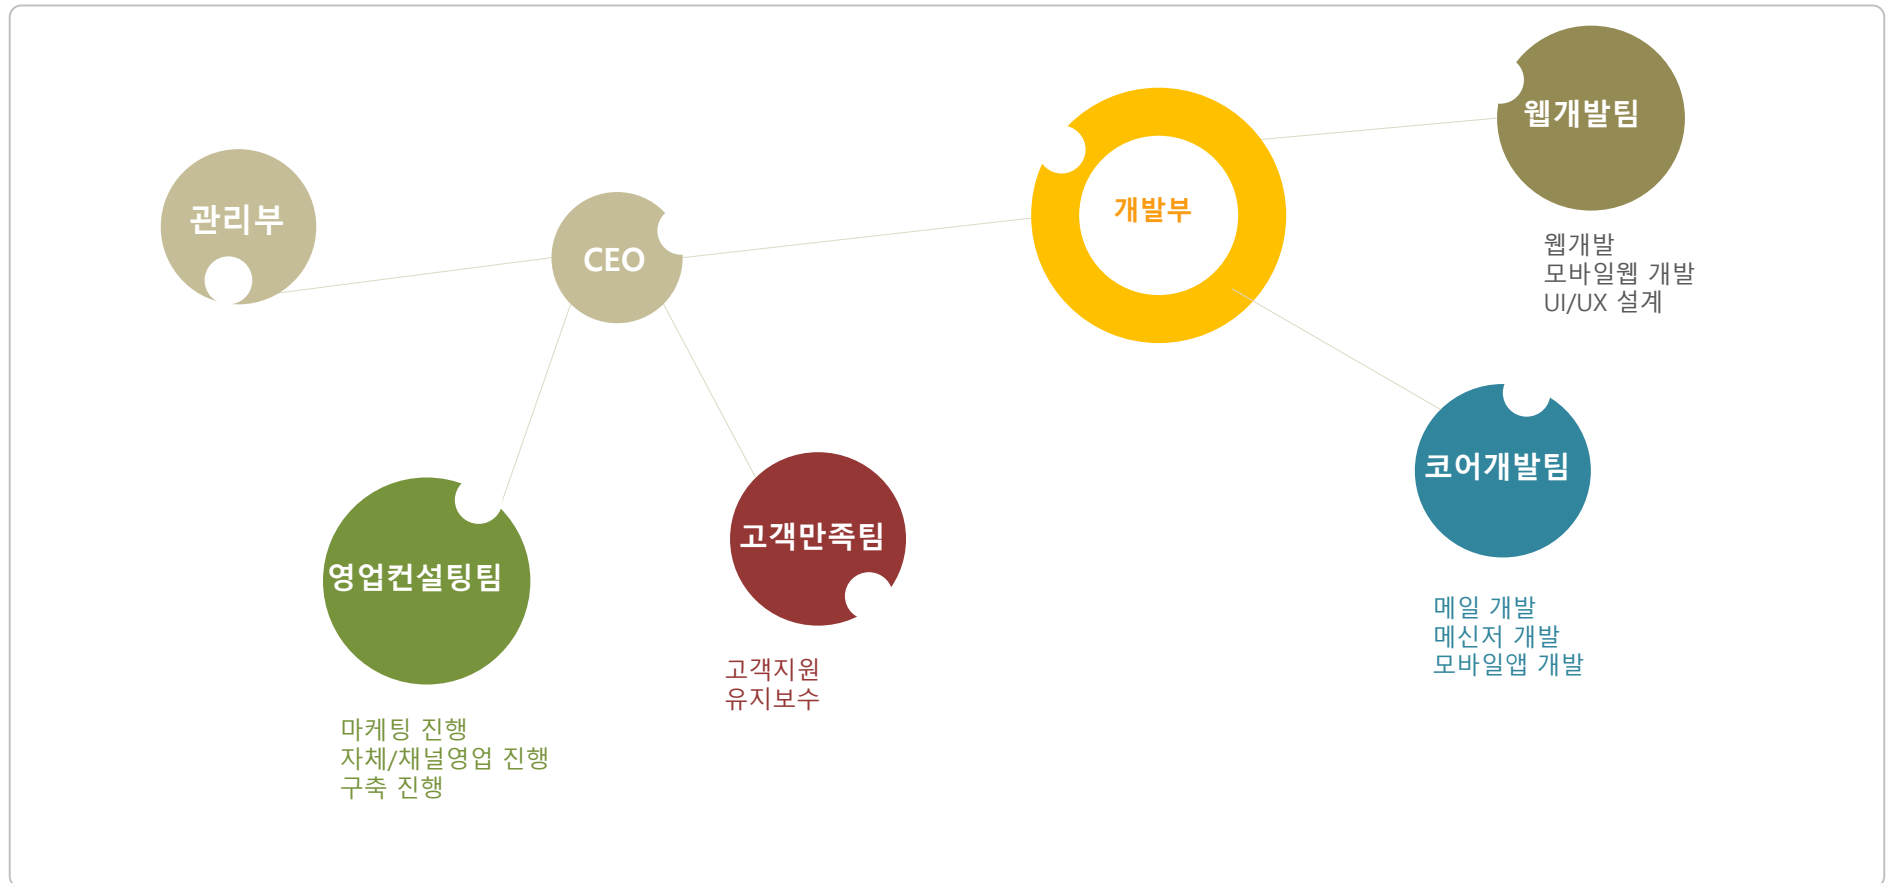 관리부
CEO
개발부
웹개발팀
웹개발
모바일웹 개발
UI/UX 설계
영업컨설팅팀
마케팅 진행
자체/채널영업 진행
구축 진행
고객만족팀
고객지원
유지보수
코어개발팀
메일 개발
메신저 개발
모바일앱 개발